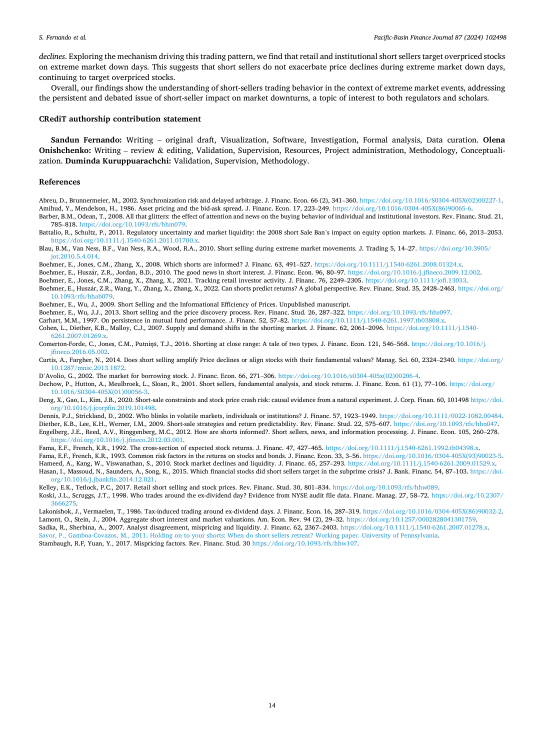 S. Fernando et al.
Pacific-Basin Finance Journal 87 (2024) 102498
declines. Exploring the mechanism driving this trading pattern, we find that retail and institutional short sellers target overpriced stocks
on extreme market down days. This suggests that short sellers do not exacerbate price declines during extreme market down days,
continuing to target overpriced stocks.
Overall, our findings show the understanding of short-sellers trading behavior in the context of extreme market events, addressing
the persistent and debated issue of short-seller impact on market downturns, a topic of interest to both regulators and scholars.
CRediT authorship contribution statement
Sandun Fernando: Writing – original draft, Visualization, Software, Investigation, Formal analysis, Data curation. Olena
Onishchenko: Writing – review & editing, Validation, Supervision, Resources, Project administration, Methodology, Conceptuali-
zation. Duminda Kuruppuarachchi: Validation, Supervision, Methodology.
References
Abreu, D., Brunnermeier, M., 2002. Synchronization risk and delayed arbitrage. J. Financ. Econ. 66 (2), 341–360. https://doi.org/10.1016/S0304-405X(02)00227-1.
Amihud, Y., Mendelson, H., 1986. Asset pricing and the bid-ask spread. J. Financ. Econ. 17, 223–249. https://doi.org/10.1016/0304-405X(86)90065-6.
Barber, B.M., Odean, T., 2008. All that glitters: the effect of attention and news on the buying behavior of individual and institutional investors. Rev. Financ. Stud. 21,
785–818. https://doi.org/10.1093/rfs/hhm079.
Battalio, R., Schultz, P., 2011. Regulatory uncertainty and market liquidity: the 2008 short Sale Ban's impact on equity option markets. J. Financ. 66, 2013–2053.
https://doi.org/10.1111/j.1540-6261.2011.01700.x.
Blau, B.M., Van Ness, B.F., Van Ness, R.A., Wood, R.A., 2010. Short selling during extreme market movements. J. Trading 5, 14–27. https://doi.org/10.3905/
jot.2010.5.4.014.
Boehmer, E., Jones, C.M., Zhang, X., 2008. Which shorts are informed? J. Financ. 63, 491–527. https://doi.org/10.1111/j.1540-6261.2008.01324.x.
Boehmer, E., Huszár, Z.R., Jordan, B.D., 2010. The good news in short interest. J. Financ. Econ. 96, 80–97. https://doi.org/10.1016/j.jfineco.2009.12.002.
Boehmer, E., Jones, C.M., Zhang, X., Zhang, X., 2021. Tracking retail investor activity. J. Financ. 76, 2249–2305. https://doi.org/10.1111/jofi.13033.
Boehmer, E., Huszár, Z.R., Wang, Y., Zhang, X., Zhang, X., 2022 Can shorts predict returns? A global perspective. Rev. Financ. Stud. 35, 2428–2463. https://doi.org/
10.1093/rfs/hhab079.
Boehmer, E., Wu, J., 2009. Short Selling and the Informational Efficiency of Prices. Unpublished manuscript.
Boehmer, E., Wu, J.J., 2013. Short selling and the price discovery process. Rev. Financ. Stud. 26, 287–322. https://doi.org/10.1093/rfs/hhs097.
Carhart, M.M., 1997. On persistence in mutual fund performance. J. Financ. 52, 57–82. https://doi.org/10.1111/j.1540-6261.1997.tb03808.x.
Cohen, L., Diether, K.B., Malloy, C.J., 2007. Supply and demand shifts in the shorting market. J. Financ. 62, 2061–2096. https://doi.org/10.1111/j.1540-
6261.2007.01269.x.
Comerton-Forde, C., Jones, C.M., Putniņš, T.J., 2016. Shorting at close range: A tale of two types. J. Financ. Econ. 121, 546–568. https://doi.org/10.1016/j.
jfineco.2016.05.002.
Curtis, A., Fargher, N., 2014. Does short selling amplify Price declines or align stocks with their fundamental values? Manag. Sci. 60, 2324–2340. https://doi.org/
10.1287/mnsc.2013.1872.
D'Avolio, G., 2002. The market for borrowing stock. J. Financ. Econ. 66, 271–306. https://doi.org/10.1016/s0304-405x(02)00206-4.
Dechow, P., Hutton, A., Meulbroek, L., Sloan, R., 2001. Short sellers, fundamental analysis, and stock returns. J. Financ. Econ. 61 (1), 77–106. https://doi.org/
10.1016/S0304-405X(01)00056-3.
Deng, X., Gao, L., Kim, J.B., 2020. Short-sale constraints and stock price crash risk: causal evidence from a natural experiment. J. Corp. Finan. 60, 101498 https://doi.
org/10.1016/j.jcorpfin.2019.101498.
Dennis, P.J., Strickland, D., 2002. Who blinks in volatile markets, individuals or institutions? J. Financ. 57, 1923–1949. https://doi.org/10.1111/0022-1082.00484.
Diether, K.B., Lee, K.H., Werner, I.M., 2009. Short-sale strategies and return predictability. Rev. Financ. Stud. 22, 575–607. https://doi.org/10.1093/rfs/hhn047.
Engelberg, J.E., Reed, A.V., Ringgenberg, M.C., 2012. How are shorts informed? Short sellers, news, and information processing. J. Financ. Econ. 105, 260–278.
https://doi.org/10.1016/j.jfineco.2012.03.001.
Fama, E.F., French, K.R., 1992. The cross-section of expected stock returns. J. Financ. 47, 427–465. https://doi.org/10.1111/j.1540-6261.1992.tb04398.x.
Fama, E.F., French, K.R., 1993. Common risk factors in the returns on stocks and bonds. J. Financ. Econ. 33, 3–56. https://doi.org/10.1016/0304-405X(93)90023-5.
Hameed, A., Kang, W., Viswanathan, S., 2010. Stock market declines and liquidity. J. Financ. 65, 257–293. https://doi.org/10.1111/j.1540-6261.2009.01529.x.
Hasan, I., Massoud, N., Saunders, A., Song, K., 2015. Which financial stocks did short sellers target in the subprime crisis? J. Bank. Financ. 54, 87–103. https://doi.
org/10.1016/j.jbankfin.2014.12.021.
Kelley, E.K., Tetlock, P.C., 2017. Retail short selling and stock prices. Rev. Financ. Stud. 30, 801–834. https://doi.org/10.1093/rfs/hhw089.
Koski, J.L., Scruggs, J.T., 1998. Who trades around the ex-dividend day? Evidence from NYSE audit file data. Financ. Manag. 27, 58–72. https://doi.org/10.2307/
3666275.
Lakonishok, J., Vermaelen, T., 1986. Tax-induced trading around ex-dividend days. J. Financ. Econ. 16, 287–319. https://doi.org/10.1016/0304-405X(86)90032-2.
Lamont, O., Stein, J., 2004. Aggregate short interest and market valuations. Am. Econ. Rev. 94 (2), 29–32. https://doi.org/10.1257/0002828041301759.
Sadka, R., Sherbina, A., 2007. Analyst disagreement, mispricing and liquidity. J. Financ. 62, 2367–2403. https://doi.org/10.1111/j.1540-6261.2007.01278.x.
Savor, P., Gamboa-Covazos, M., 2011. Holding on to your shorts: When do short sellers retreat? Working paper. University of Pennsylvania.
Stambaugh, R.F, Yuan, Y., 2017. Mispricing factors. Rev. Financ. Stud. 30 https://doi.org/10.1093/rfs/hhw107.
14